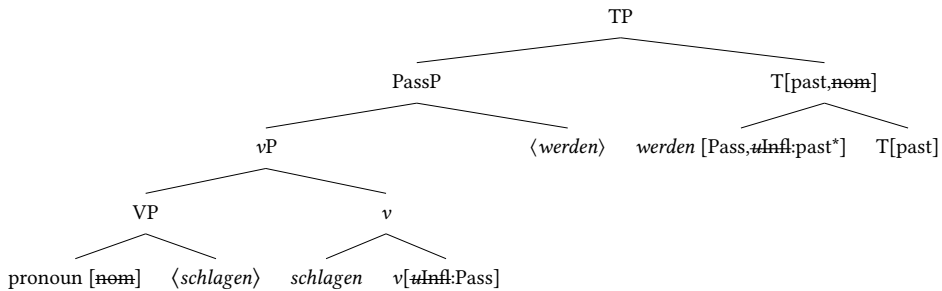 TP
PassP T[past,nom]
vP ⟨werden⟩ werden [Pass,uInfl:past*] T[past]
VP v
pronoun [nom] ⟨schlagen⟩ schlagen v[uInfl:Pass]